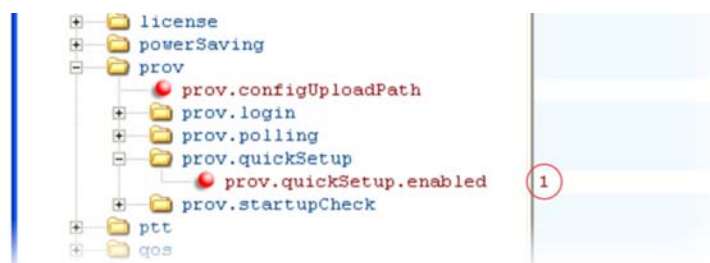 license
powerSaving
prov
prov.configUploadPath
prov.login
prov.polling
prov.quickSetup
prov.quickSetup.enabled 1
prov.startupCheck
ptt
qos